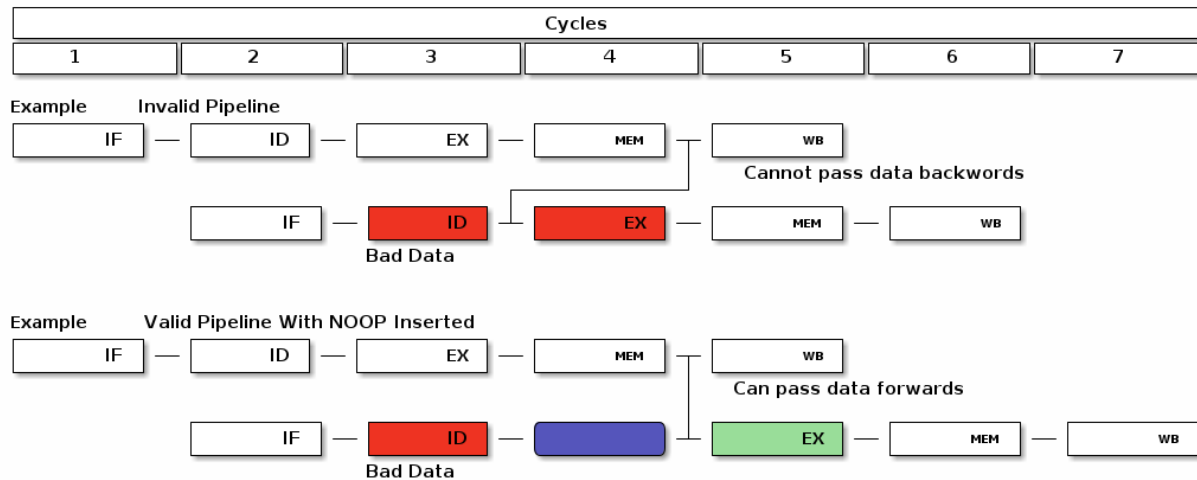 Cycles
1 2 3 4 5 6 7
Example Invalid Pipeline
IF ID EX MEM WB
Cannot pass data backwords
IF ID EX MEM WB
Bad Data
Example Valid Pipeline With NOOP Inserted
IF ID EX MEM WB
Can pass data forwards
IF ID EX MEM WB
Bad Data